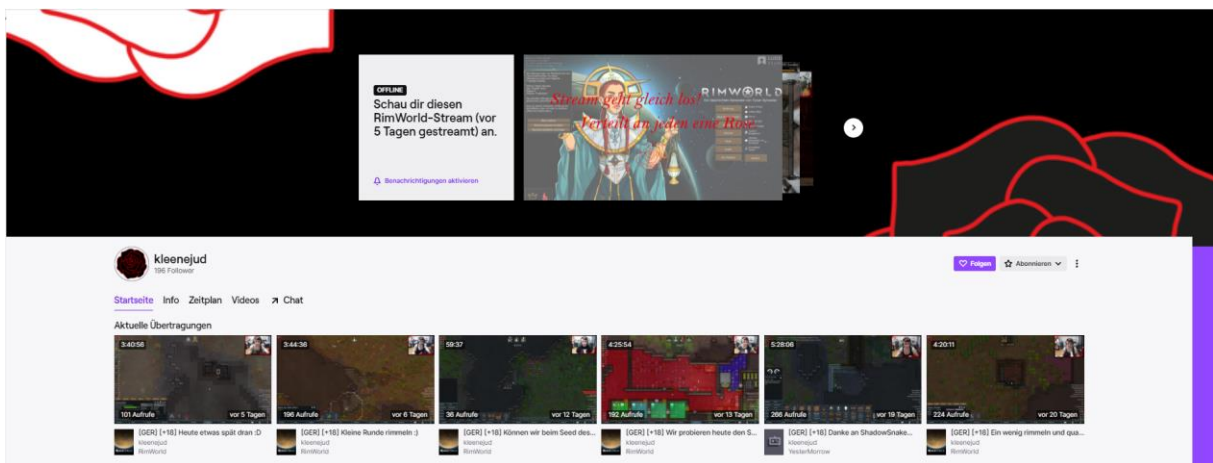 OFFLINE
Schau dir diesen
RimWorld-Stream (vor
5 Tagen gestreamt) an.
Benachrichtigungen aktivieren
RIMWORLD
Stream geht gleich los!
Verteilt an jeden eine Rose
kleenejud
196 Follower
Folgen
Abonnieren
Startseite Info Zeitplan Videos Chat
Aktuelle Übertragungen
3:40:56
101 Aufrufe vor 5 Tagen
[GER] [+18] Heute etwas spät dran :D
kleenejud
RimWorld
3:44:36
196 Aufrufe vor 6 Tagen
[GER] [+18] Kleine Runde rimmeln :)
kleenejud
RimWorld
59:37
36 Aufrufe vor 12 Tagen
[GER] [+18] Können wir beim Seed des...
kleenejud
RimWorld
4:25:54
192 Aufrufe vor 13 Tagen
[GER] [+18] Wir probieren heute den S...
kleenejud
RimWorld
5:28:06
266 Aufrufe vor 19 Tagen
[GER] [+18] Danke an ShadowSnake...
kleenejud
YesterMorrow
4:20:11
224 Aufrufe vor 20 Tagen
[GER] [+18] Ein wenig rimmeln und qua...
kleenejud
RimWorld